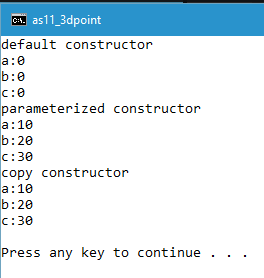 as11_3dpoint
default constructor
a:0
b:0
c:0
parameterized constructor
a:10
b:20
c:30
copy constructor
a:10
b:20
c:30
Press any key to continue . . .